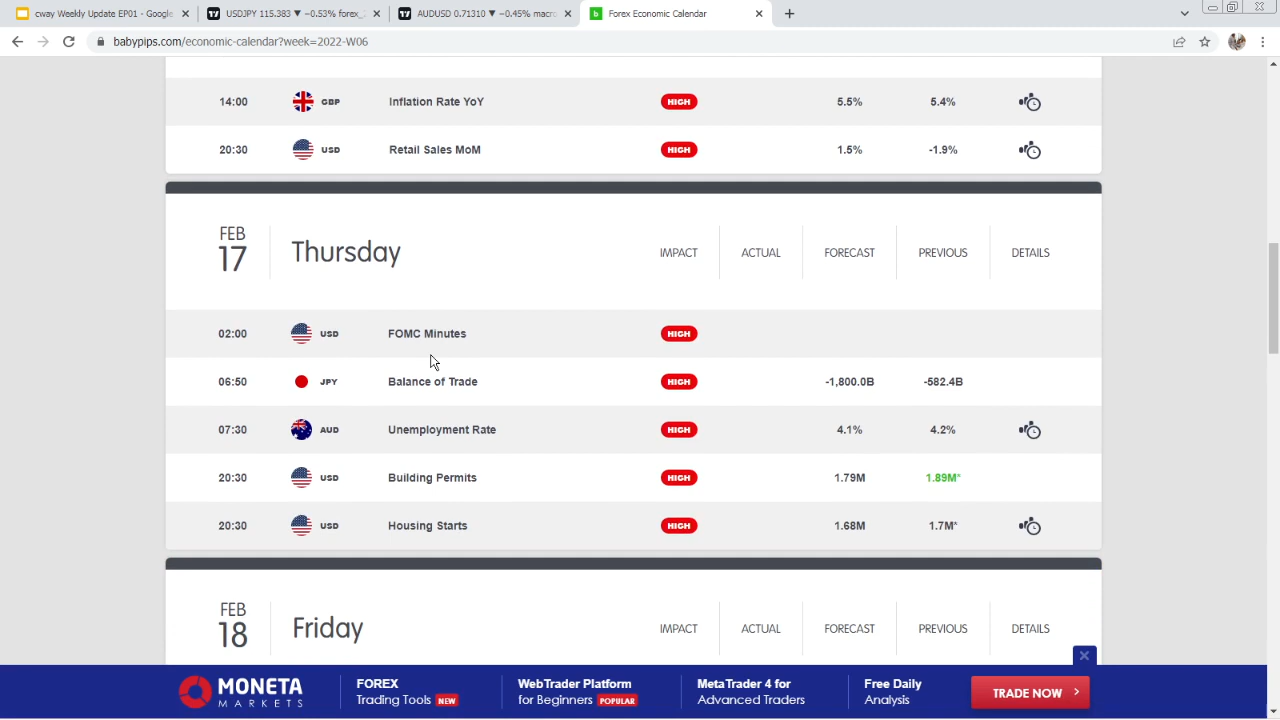 cway Weekly Update EP01 - Google
USDJPY 115.383 ▼ −0.53% forex_
AUDUSD 0.71310 ▼ −0.45% macro
Forex Economic Calendar
babypips.com/economic-calendar?week=2022-W06
14:00 GBP Inflation Rate YoY HIGH 5.5% 5.4%
20:30 USD Retail Sales MoM HIGH 1.5% -1.9%
FEB
17 Thursday IMPACT ACTUAL FORECAST PREVIOUS DETAILS
02:00 USD FOMC Minutes HIGH
06:50 JPY Balance of Trade HIGH -1,800.0B -582.4B
07:30 AUD Unemployment Rate HIGH 4.1% 4.2%
20:30 USD Building Permits HIGH 1.79M 1.89M*
20:30 USD Housing Starts HIGH 1.68M 1.7M*
FEB
18 Friday IMPACT ACTUAL FORECAST PREVIOUS DETAILS
MONETA
MARKETS
FOREX
Trading Tools NEW
WebTrader Platform
for Beginners POPULAR
MetaTrader 4 for
Advanced Traders
Free Daily
Analysis
TRADE NOW